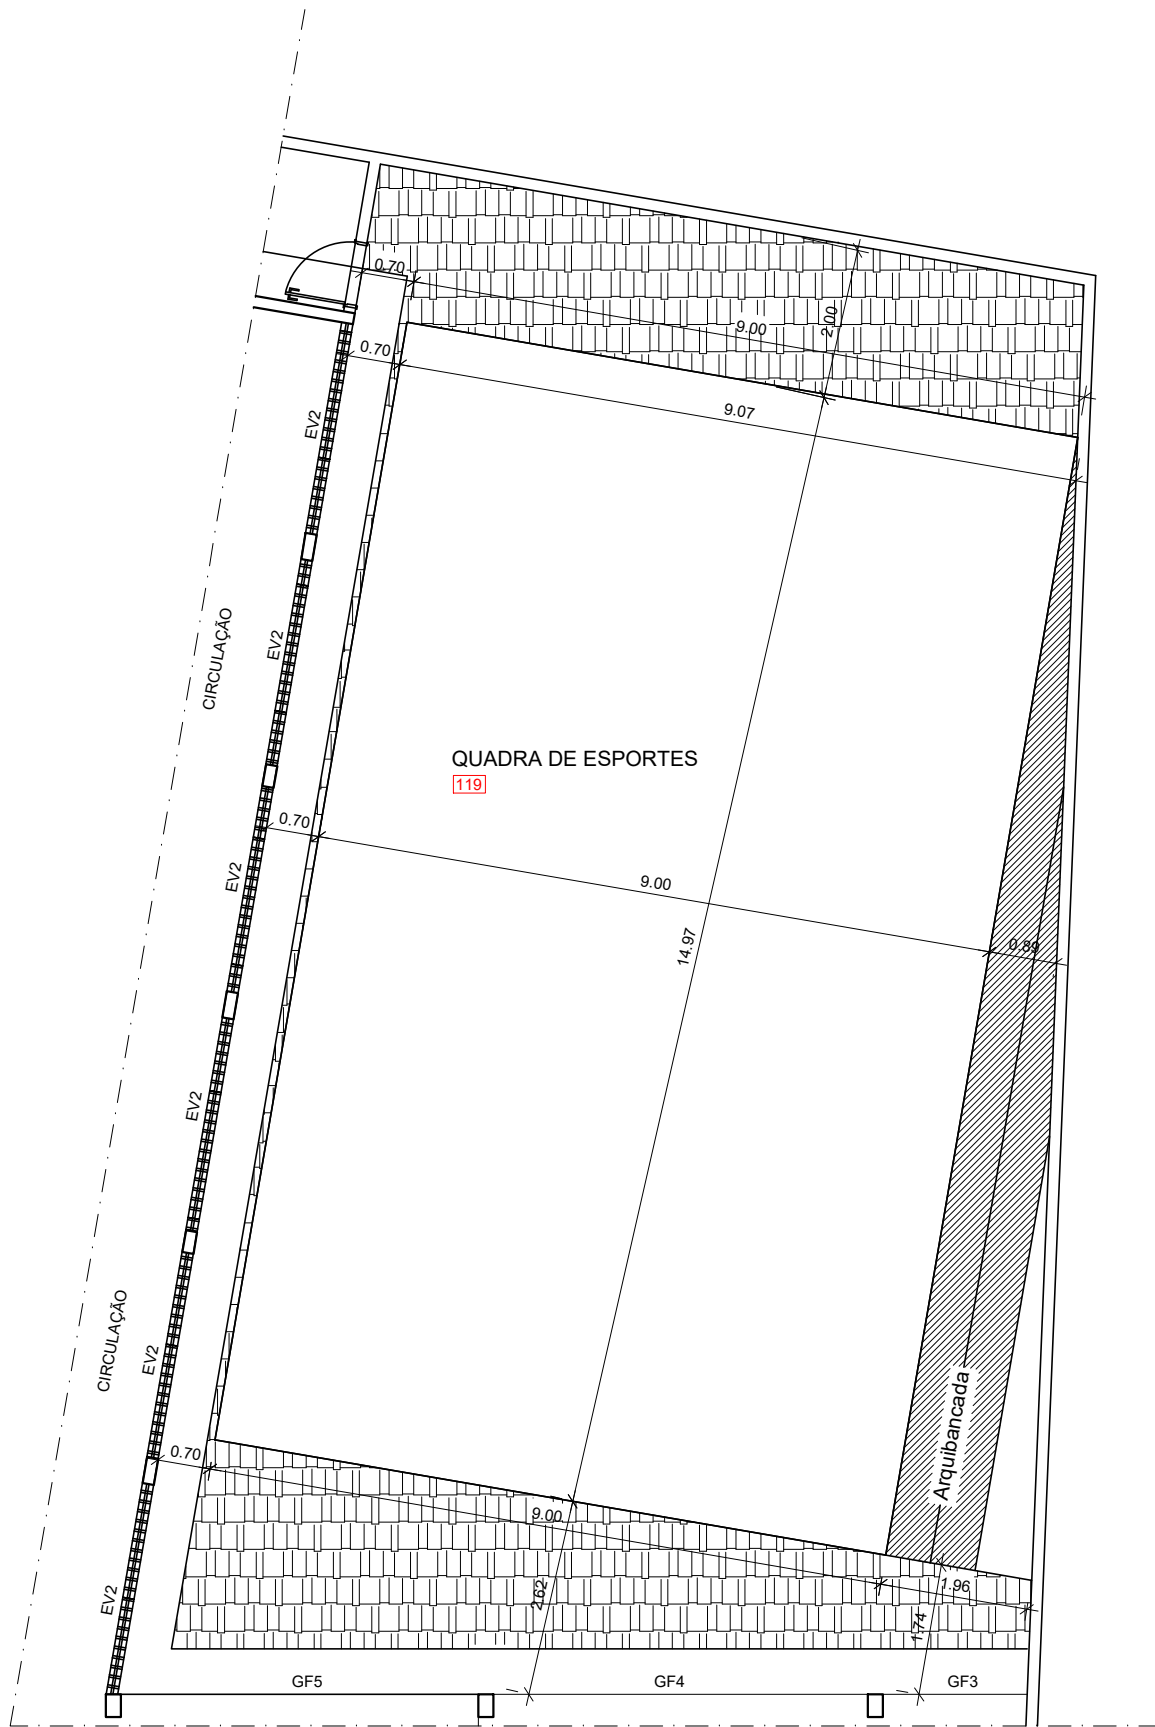 0.70
9.00
2.00
0.70
9.07
EV2
CIRCULAÇÃO
EV2
QUADRA DE ESPORTES
119
0.70
9.00
EV2
14.97
0.89
EV2
CIRCULAÇÃO
EV2
Arquibancada
0.70
9.00
2.62
1.96
1.74
EV2
GF5
GF4
GF3